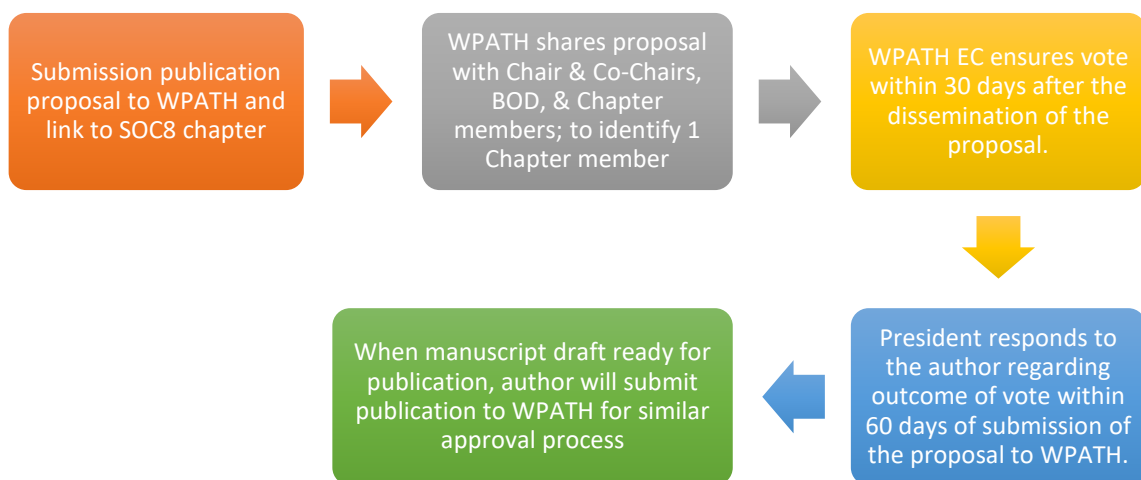 Submission publication
proposal to WPATH and
link to SOC8 chapter
WPATH shares proposal
with Chair & Co-Chairs,
BOD, & Chapter
members; to identify 1
Chapter member
WPATH EC ensures vote
within 30 days after the
dissemination of the
proposal.
President responds to
the author regarding
outcome of vote within
60 days of submission of
the proposal to WPATH.
When manuscript draft ready for
publication, author will submit
publication to WPATH for similar
approval process